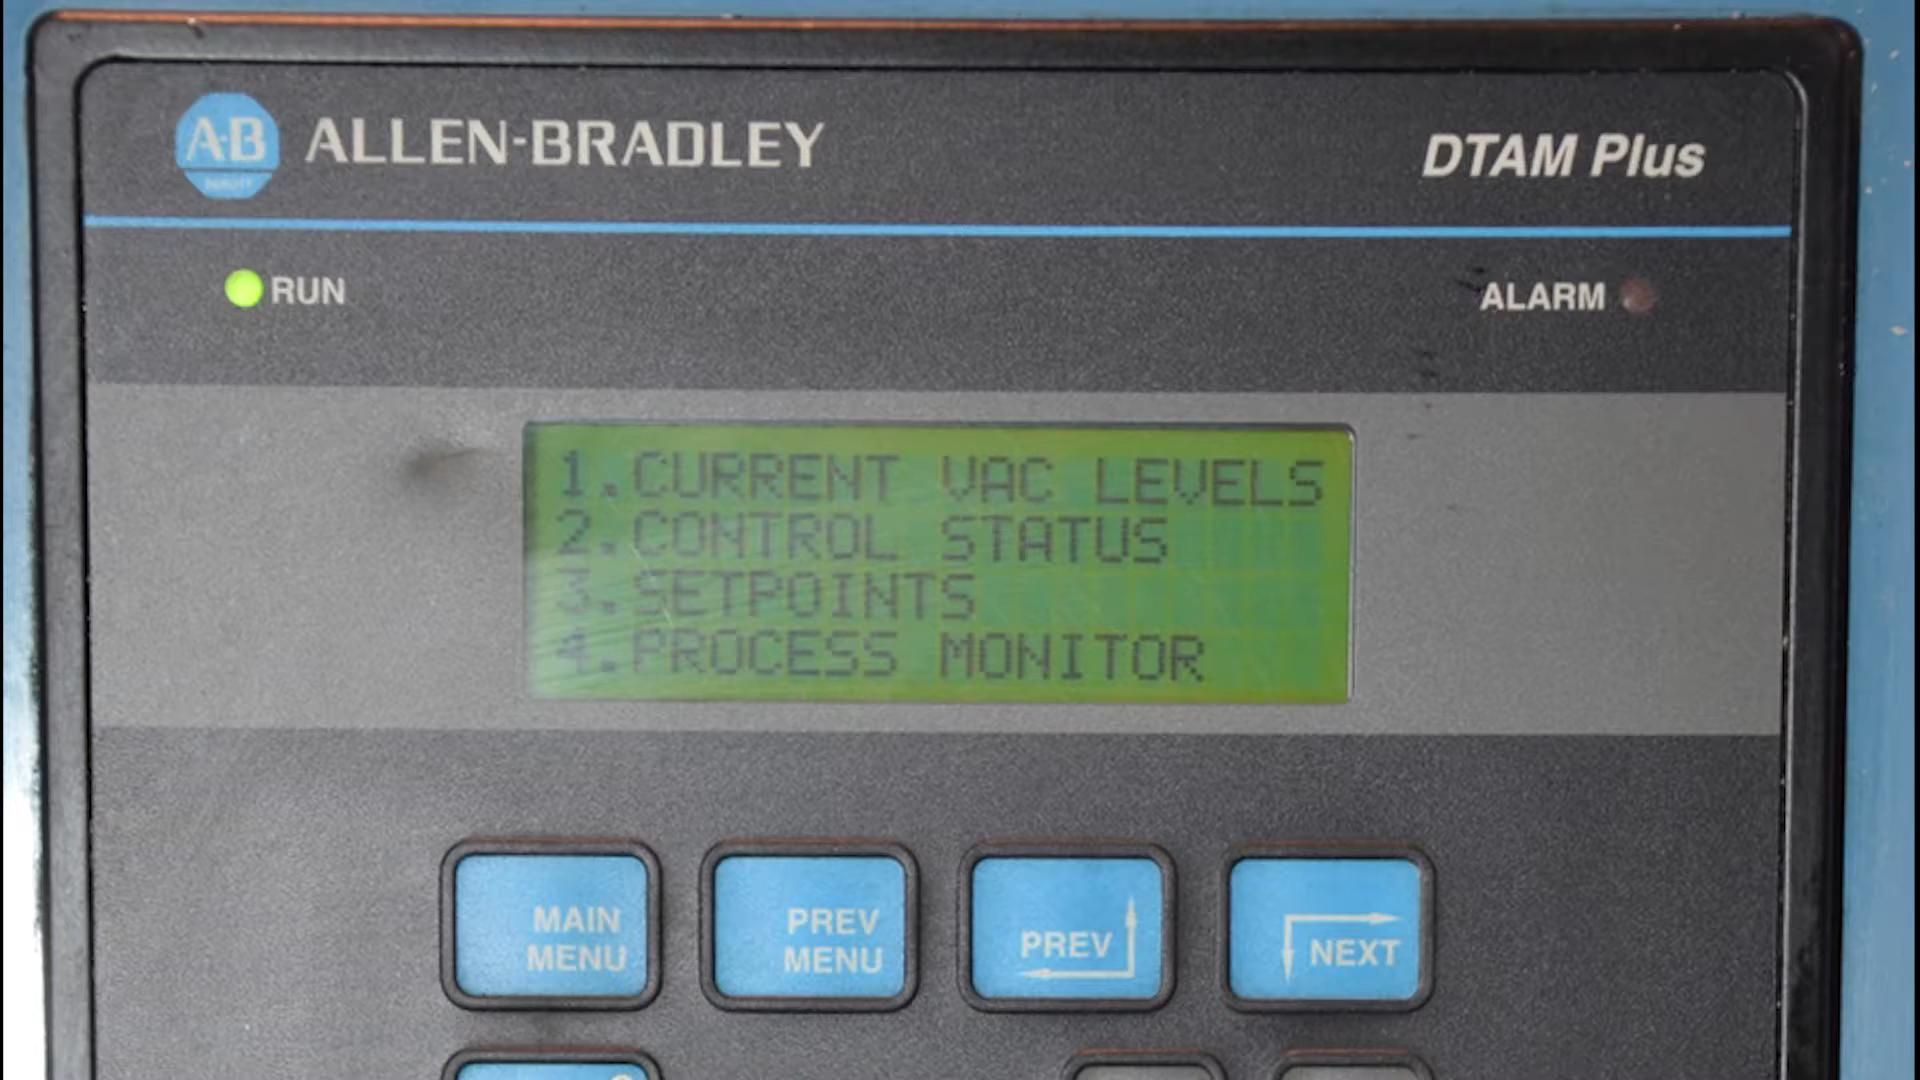 A-B
QUALITY
ALLEN-BRADLEY
DTAM Plus
RUN
ALARM
1.CURRENT VAC LEVELS
2.CONTROL STATUS
3.SETPOINTS
4.PROCESS MONITOR
MAIN
MENU
PREV
MENU
PREV
NEXT